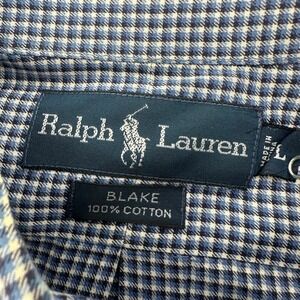 Ralph Lauren
BLAKE
100% COTTON
MADE IN
L